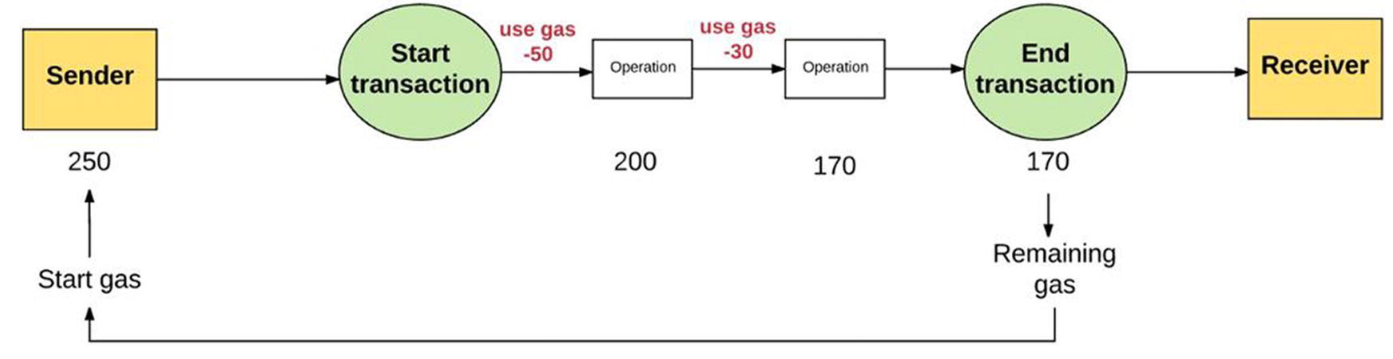 Sender
Start
transaction
use gas
-50
Operation
use gas
-30
Operation
End
transaction
Receiver
250
200
170
170
Start gas
Remaining
gas